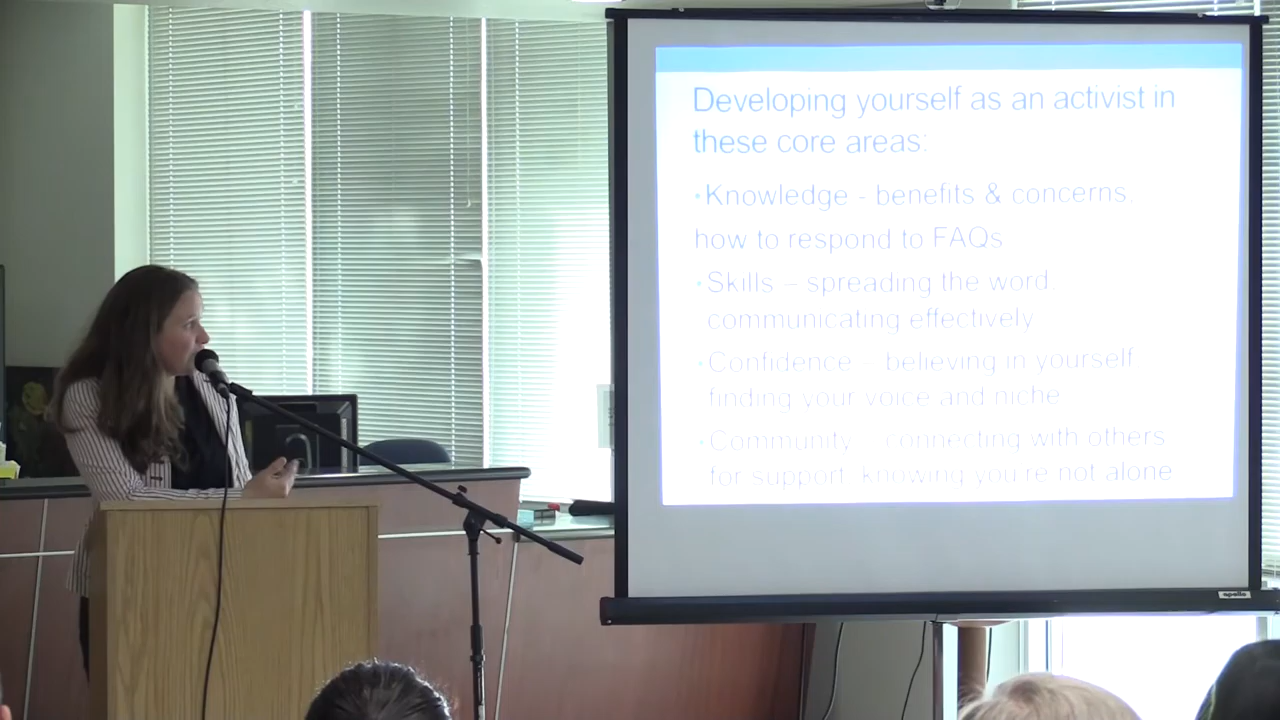 Developing yourself as an activist in
these core areas:
•Knowledge - benefits & concerns,
how to respond to FAQs
•Skills – spreading the word,
communicating effectively
•Confidence – believing in yourself
finding your voice and niche
•Community – connecting with others
for support, knowing you're not alone
apollo